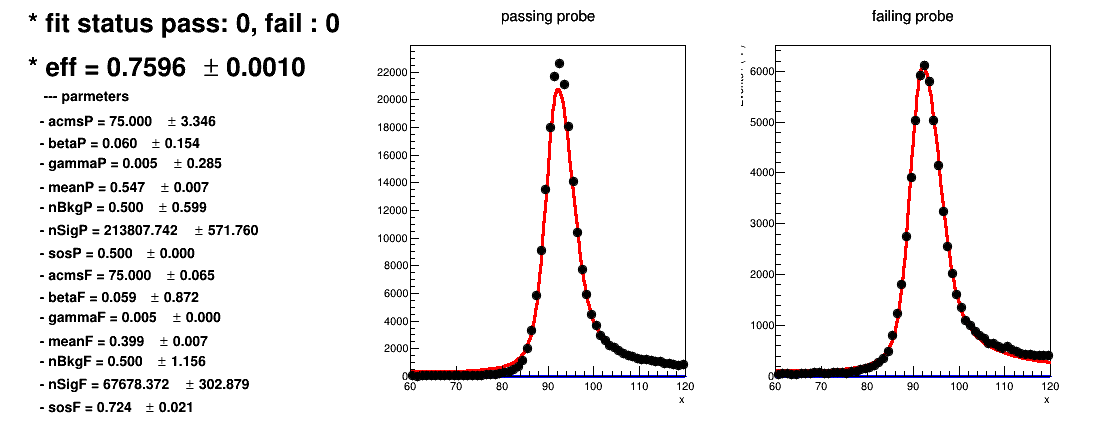 * fit status pass: 0, fail : 0
* eff = 0.7596 ± 0.0010
--- parmeters
- acmsP = 75.000 ± 3.346
- betaP = 0.060 ± 0.154
- gammaP = 0.005 ± 0.285
- meanP = 0.547 ± 0.007
- nBkgP = 0.500 ± 0.599
- nSigP = 213807.742 ± 571.760
- sosP = 0.500 ± 0.000
- acmsF = 75.000 ± 0.065
- betaF = 0.059 ± 0.872
- gammaF = 0.005 ± 0.000
- meanF = 0.399 ± 0.007
- nBkgF = 0.500 ± 1.156
- nSigF = 67678.372 ± 302.879
- sosF = 0.724 ± 0.021
passing probe
22000
20000
18000
16000
14000
12000
10000
8000
6000
4000
2000
0
60 70 80 90 100 110 120
x
failing probe
6000
5000
4000
3000
2000
1000
0
60 70 80 90 100 110 120
x